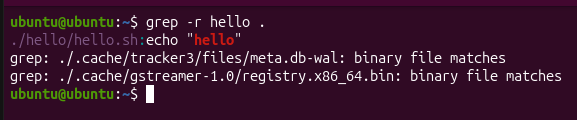 ubuntu@ubuntu:~$ grep -r hello .
./hello/hello.sh:echo "hello"
grep: ./.cache/tracker3/files/meta.db-wal: binary file matches
grep: ./.cache/gstreamer-1.0/registry.x86_64.bin: binary file matches
ubuntu@ubuntu:~$